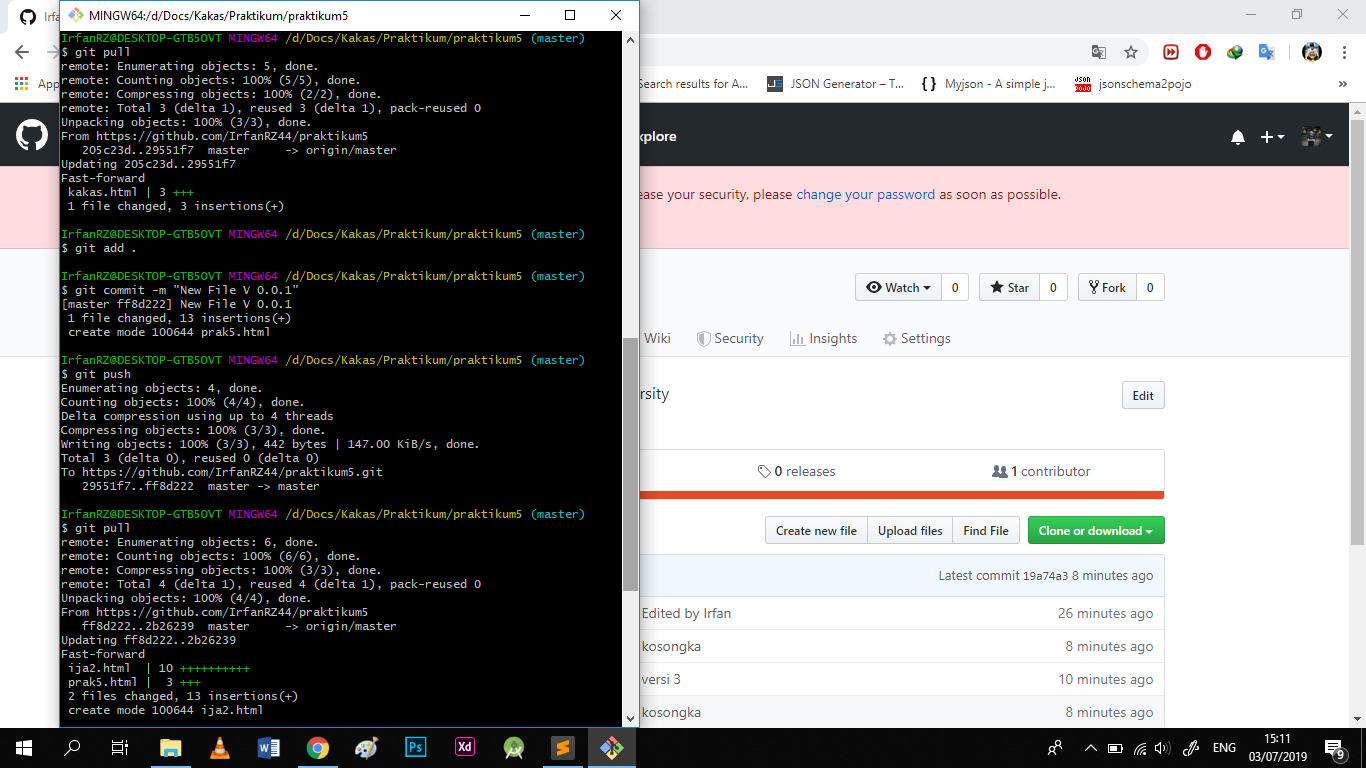 Irfa
MINGW64:/d/Docs/Kakas/Praktikum/praktikum5
IrfanRZ@DESKTOP-GTB5OVT MINGW64 /d/Docs/Kakas/Praktikum/praktikum5 (master)
$ git pull
remote: Enumerating objects: 5, done.
remote: Counting objects: 100% (5/5), done.
remote: Compressing objects: 100% (2/2), done.
remote: Total 3 (delta 1), reused 3 (delta 1), pack-reused 0
Unpacking objects: 100% (3/3), done.
From https://github.com/IrfanRZ44/praktikum5
205c23d..29551f7 master -> origin/master
Updating 205c23d..29551f7
Fast-forward
kakas.html | 3 +++
1 file changed, 3 insertions(+)
IrfanRZ@DESKTOP-GTB5OVT MINGW64 /d/Docs/Kakas/Praktikum/praktikum5 (master)
$ git add .
IrfanRZ@DESKTOP-GTB5OVT MINGW64 /d/Docs/Kakas/Praktikum/praktikum5 (master)
$ git commit -m "New File V 0.0.1"
[master ff8d222] New File V 0.0.1
1 file changed, 13 insertions(+)
create mode 100644 prak5.html
IrfanRZ@DESKTOP-GTB5OVT MINGW64 /d/Docs/Kakas/Praktikum/praktikum5 (master)
$ git push
Enumerating objects: 4, done.
Counting objects: 100% (4/4), done.
Delta compression using up to 4 threads
Compressing objects: 100% (3/3), done.
Writing objects: 100% (3/3), 442 bytes | 147.00 KiB/s, done.
Total 3 (delta 0), reused 0 (delta 0)
To https://github.com/IrfanRZ44/praktikum5.git
29551f7..ff8d222 master -> master
IrfanRZ@DESKTOP-GTB5OVT MINGW64 /d/Docs/Kakas/Praktikum/praktikum5 (master)
$ git pull
remote: Enumerating objects: 6, done.
remote: Counting objects: 100% (6/6), done.
remote: Compressing objects: 100% (3/3), done.
remote: Total 4 (delta 1), reused 4 (delta 1), pack-reused 0
Unpacking objects: 100% (4/4), done.
From https://github.com/IrfanRZ44/praktikum5
ff8d222..2b26239 master -> origin/master
Updating ff8d222..2b26239
Fast-forward
ija2.html | 10 ++++++++++
prak5.html | 3 +++
2 files changed, 13 insertions(+)
create mode 100644 ija2.html
App
Search results for A...
JSON Generator – T...
{ } Myjson - A simple j...
JSON POJO jsonschema2pojo
»
xplore
ease your security, please change your password as soon as possible.
Watch 0
Star 0
Fork 0
Wiki
Security
Insights
Settings
rsity
Edit
0 releases
1 contributor
Create new file
Upload files
Find File
Clone or download
Latest commit 19a74a3 8 minutes ago
Edited by Irfan 26 minutes ago
kosongka 8 minutes ago
versi 3 10 minutes ago
kosongka 8 minutes ago
W
Ps
Xd
ENG
15:11
03/07/2019
9